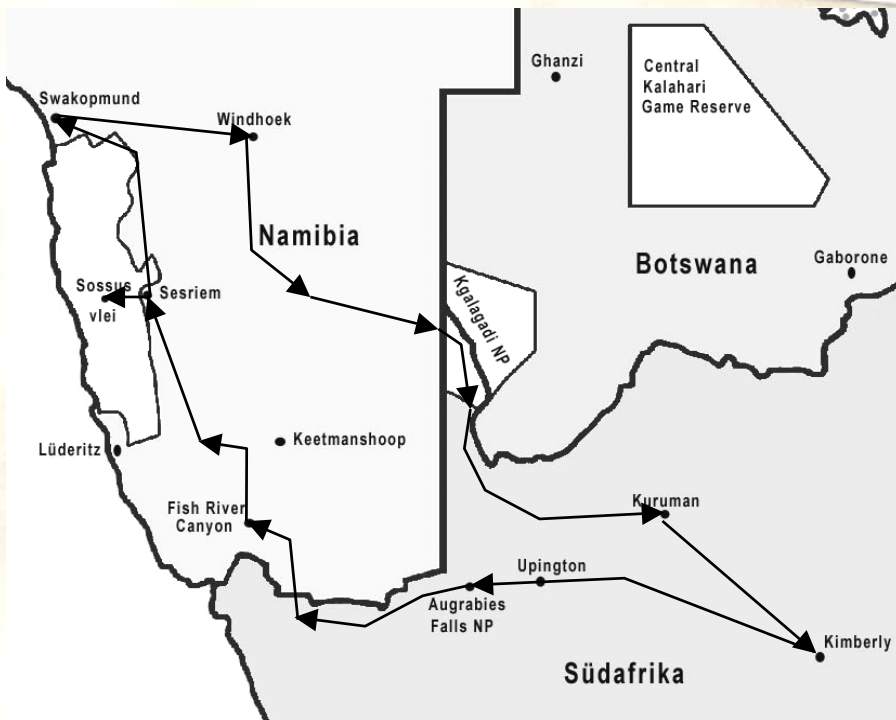 Ghanzi
Central
Kalahari
Game Reserve
Swakopmund
Windhoek
Namibia
Botswana
Gaborone
Kgalagadi NP
Sossus
vlei
Sesriem
Lüderitz
Keetmanshoop
Fish River
Canyon
Kuruman
Upington
Augrabies
Falls NP
Kimberly
Südafrika